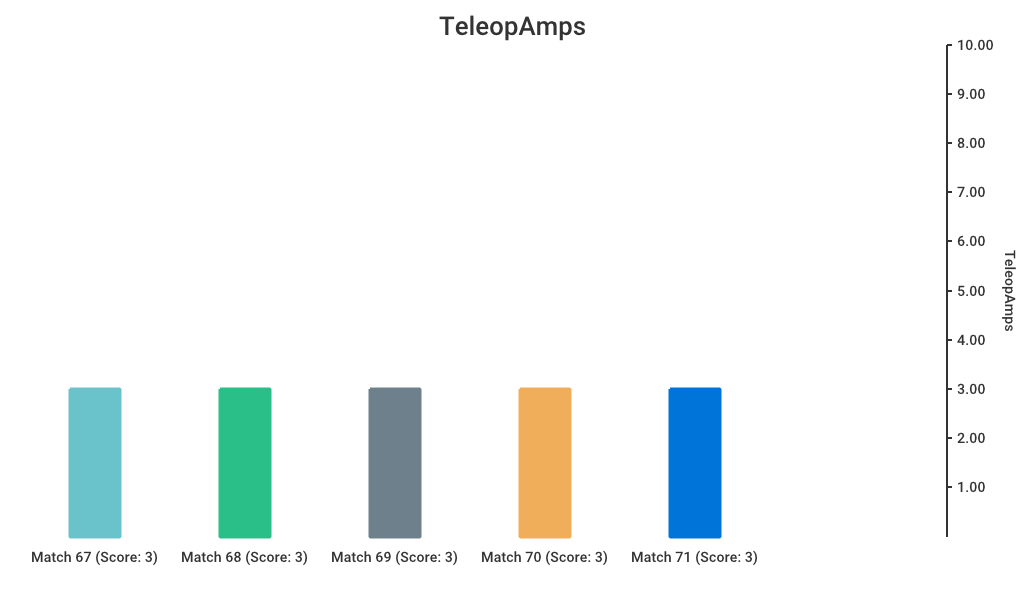 TeleopAmps
10.00
9.00
8.00
7.00
6.00
5.00
4.00
3.00
2.00
1.00
TeleopAmps
Match 67 (Score: 3)
Match 68 (Score: 3)
Match 69 (Score: 3)
Match 70 (Score: 3)
Match 71 (Score: 3)